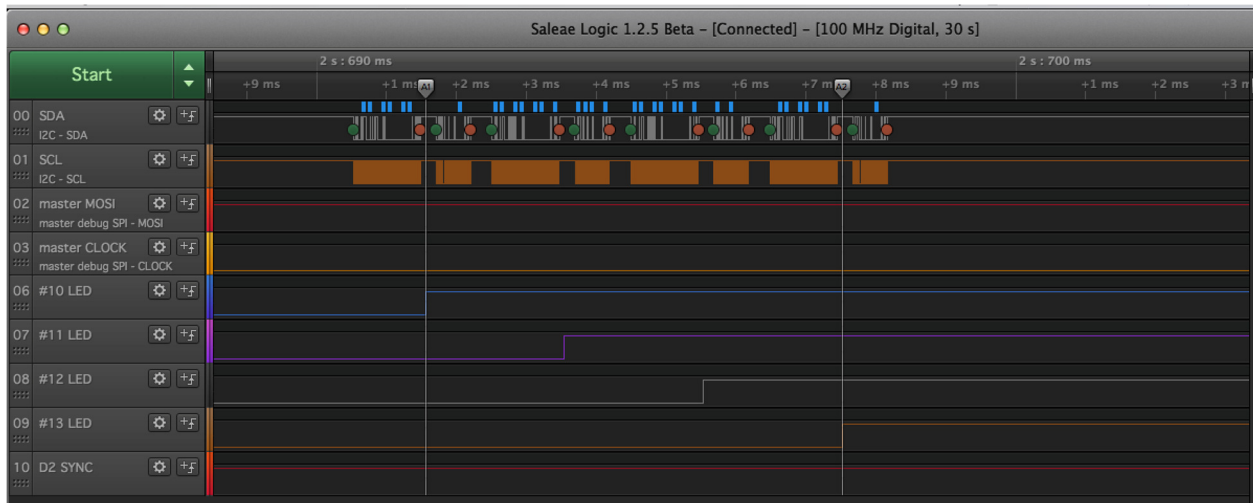 Saleae Logic 1.2.5 Beta – [Connected] – [100 MHz Digital, 30 s]
Start
2 s : 690 ms 2 s : 700 ms
+9 ms +1 ms +2 ms +3 ms +4 ms +5 ms +6 ms +7 m +8 ms +9 ms +1 ms +2 ms +3 m
A1 A2
00 SDA
I2C - SDA
01 SCL
I2C - SCL
02 master MOSI
master debug SPI - MOSI
03 master CLOCK
master debug SPI - CLOCK
06 #10 LED
07 #11 LED
08 #12 LED
09 #13 LED
10 D2 SYNC